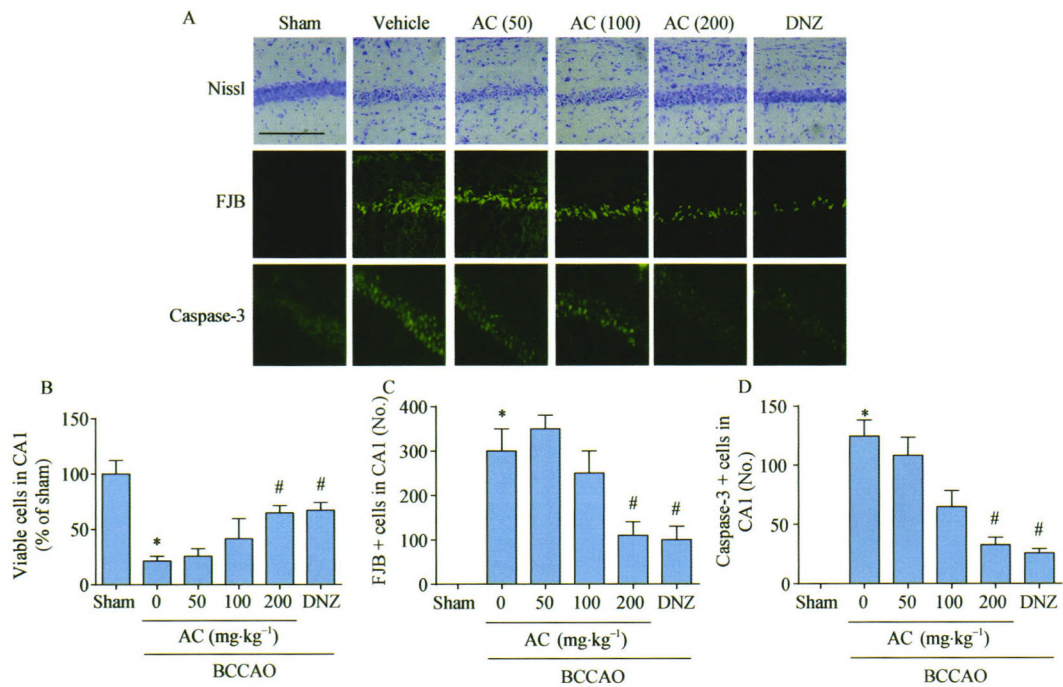 A
Sham Vehicle AC (50) AC (100) AC (200) DNZ
Nissl
FJB
Caspase-3
B
Viable cells in CA1
(% of sham)
150
100
50
0
*
#
#
Sham 0 50 100 200 DNZ
AC (mg·kg⁻¹)
BCCAO
C
FJB + cells in CA1 (No.)
400
300
200
100
0
*
#
#
Sham 0 50 100 200 DNZ
AC (mg·kg⁻¹)
BCCAO
D
Caspase-3 + cells in
CA1 (No.)
150
100
50
0
*
#
#
Sham 0 50 100 200 DNZ
AC (mg·kg⁻¹)
BCCAO